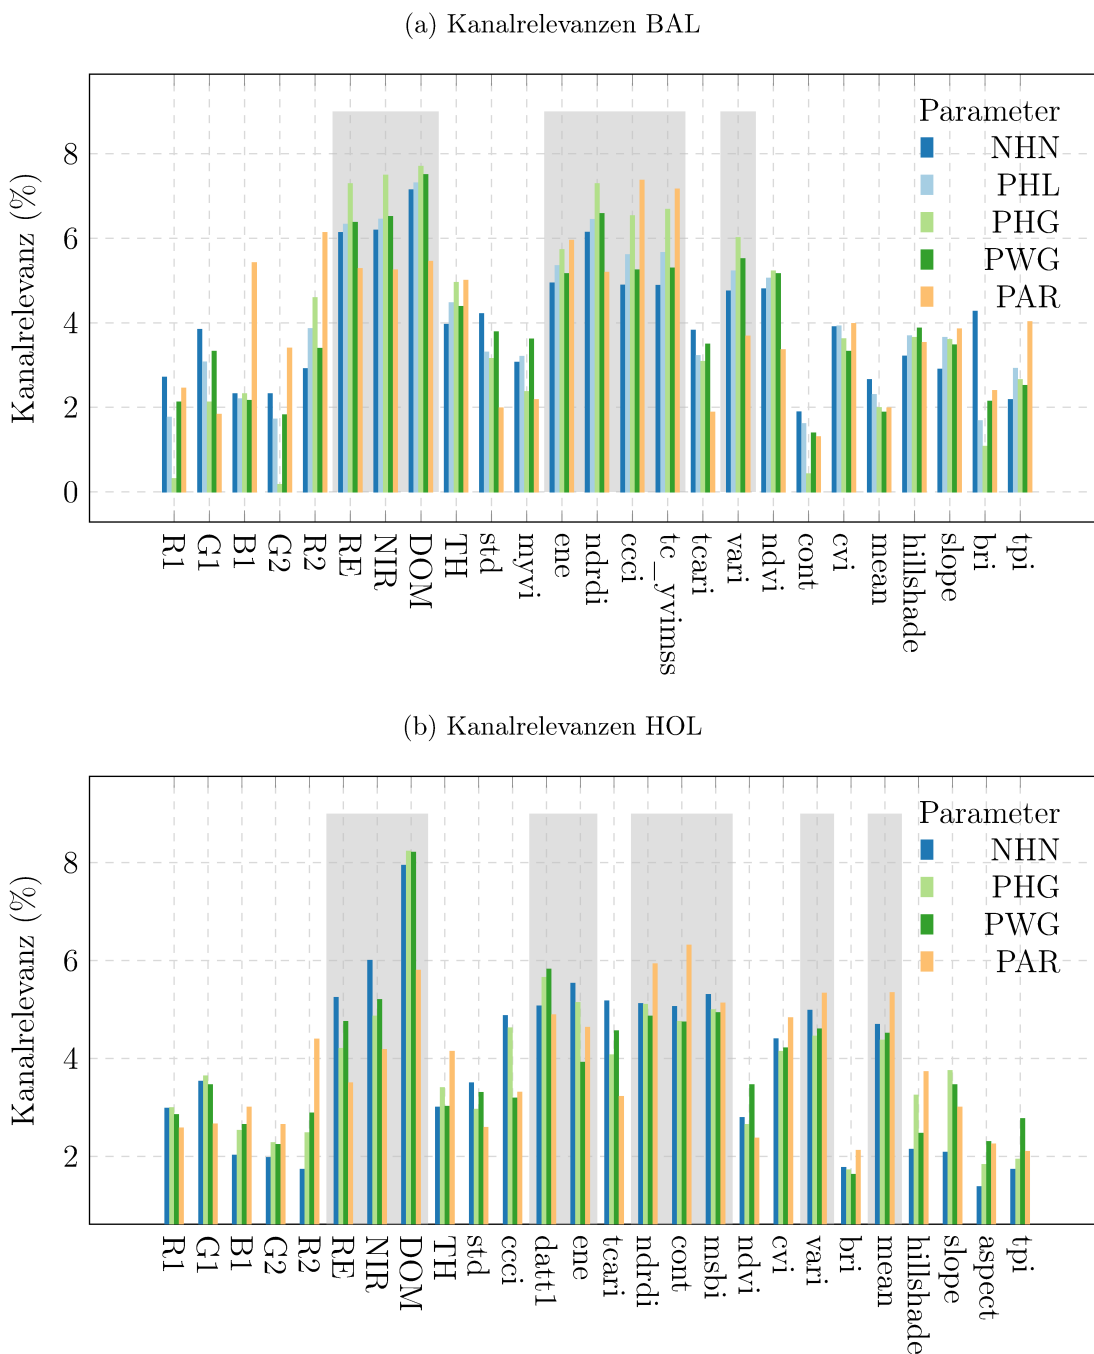 (a) Kanalrelevanzen BAL
Kanalrelevanz (%)
8
6
4
2
0
Parameter
NHN
PHL
PHG
PWG
PAR
R1
G1
B1
G2
R2
RE
NIR
DOM
TH
std
myvi
ene
ndrdi
ccci
tc_yvimss
tcari
vari
ndvi
cont
cvi
mean
hillshade
slope
bri
tpi
(b) Kanalrelevanzen HOL
Kanalrelevanz (%)
8
6
4
2
Parameter
NHN
PHG
PWG
PAR
R1
G1
B1
G2
R2
RE
NIR
DOM
TH
std
ccci
datt1
ene
tcari
ndrdi
cont
msbi
ndvi
cvi
vari
bri
mean
hillshade
slope
aspect
tpi